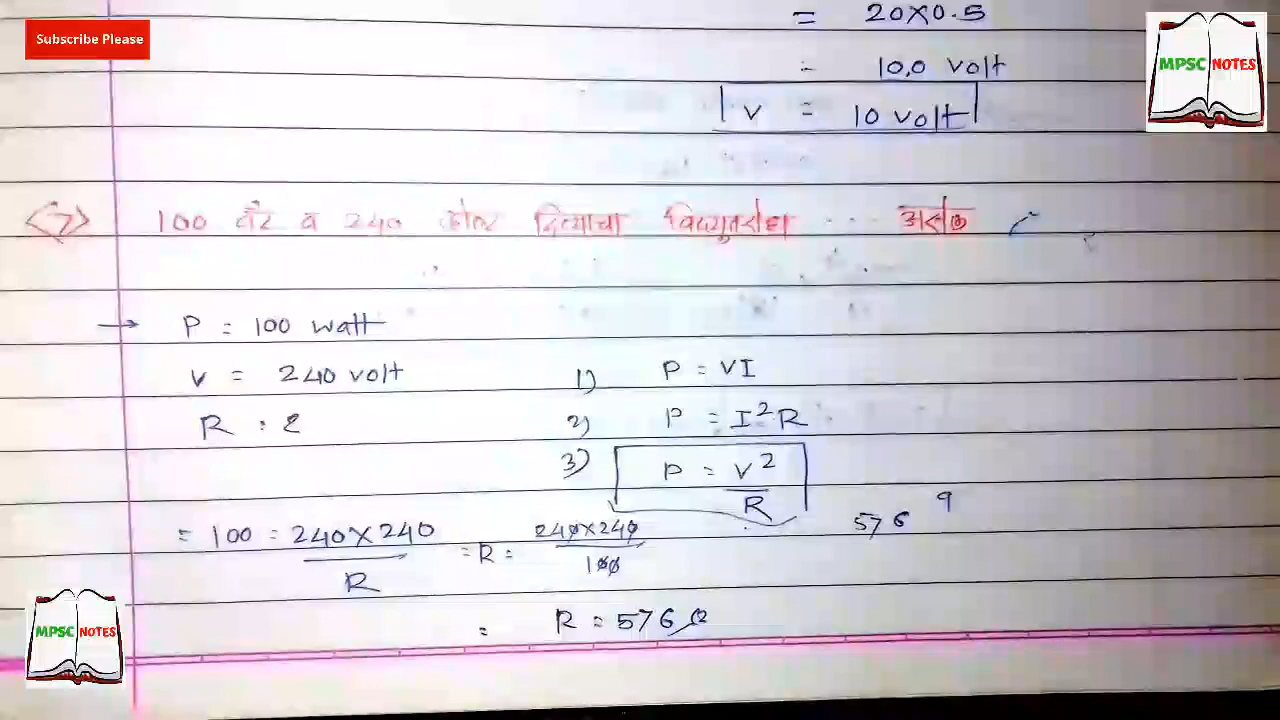 Subscribe Please
MPSC NOTES
= 20×0.5
= 10.0 volt
V = 10 volt
<7> 100 वॅट व 240 व्होल्ट दिव्याचा विद्युतरोध ... असेल
→ P = 100 watt
V = 240 volt
R = ?
1) P = VI
2) P = I²R
3) P = V²/R
= 100 = 240×240/R
= R = 240×240/100
576
= R = 576 Ω
MPSC NOTES